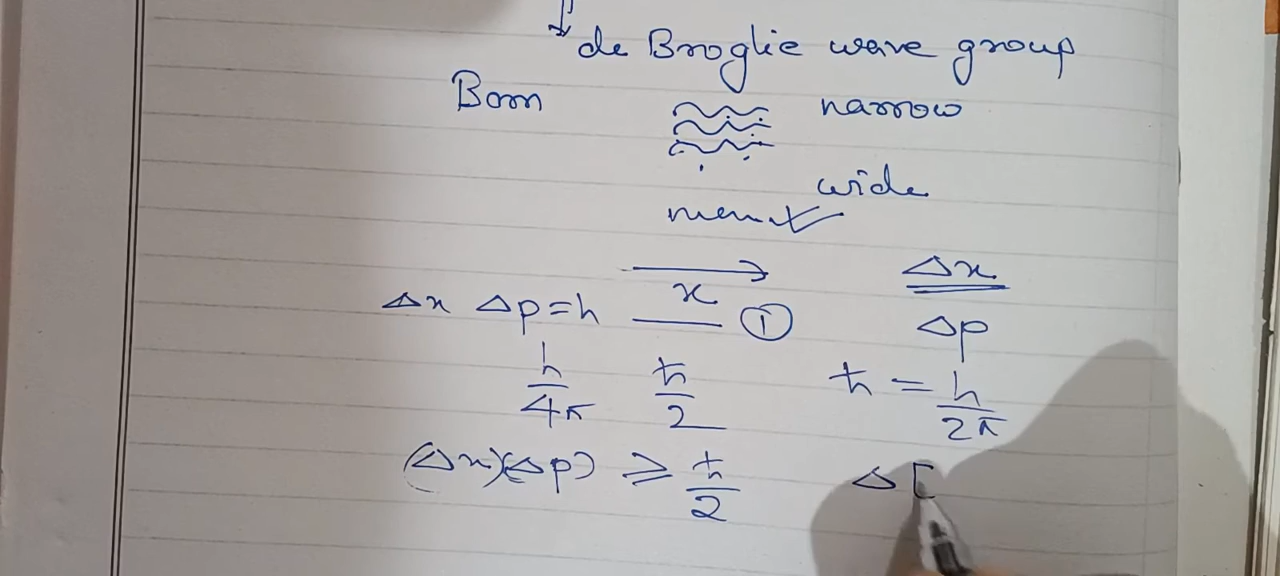 ↓ de Broglie wave group
Born narrow
wide
x Δx
Δx Δp = h ① Δp
h/4π ħ/2 ħ = h/2π
(Δx)(Δp) ≥ ħ/2 Δ E